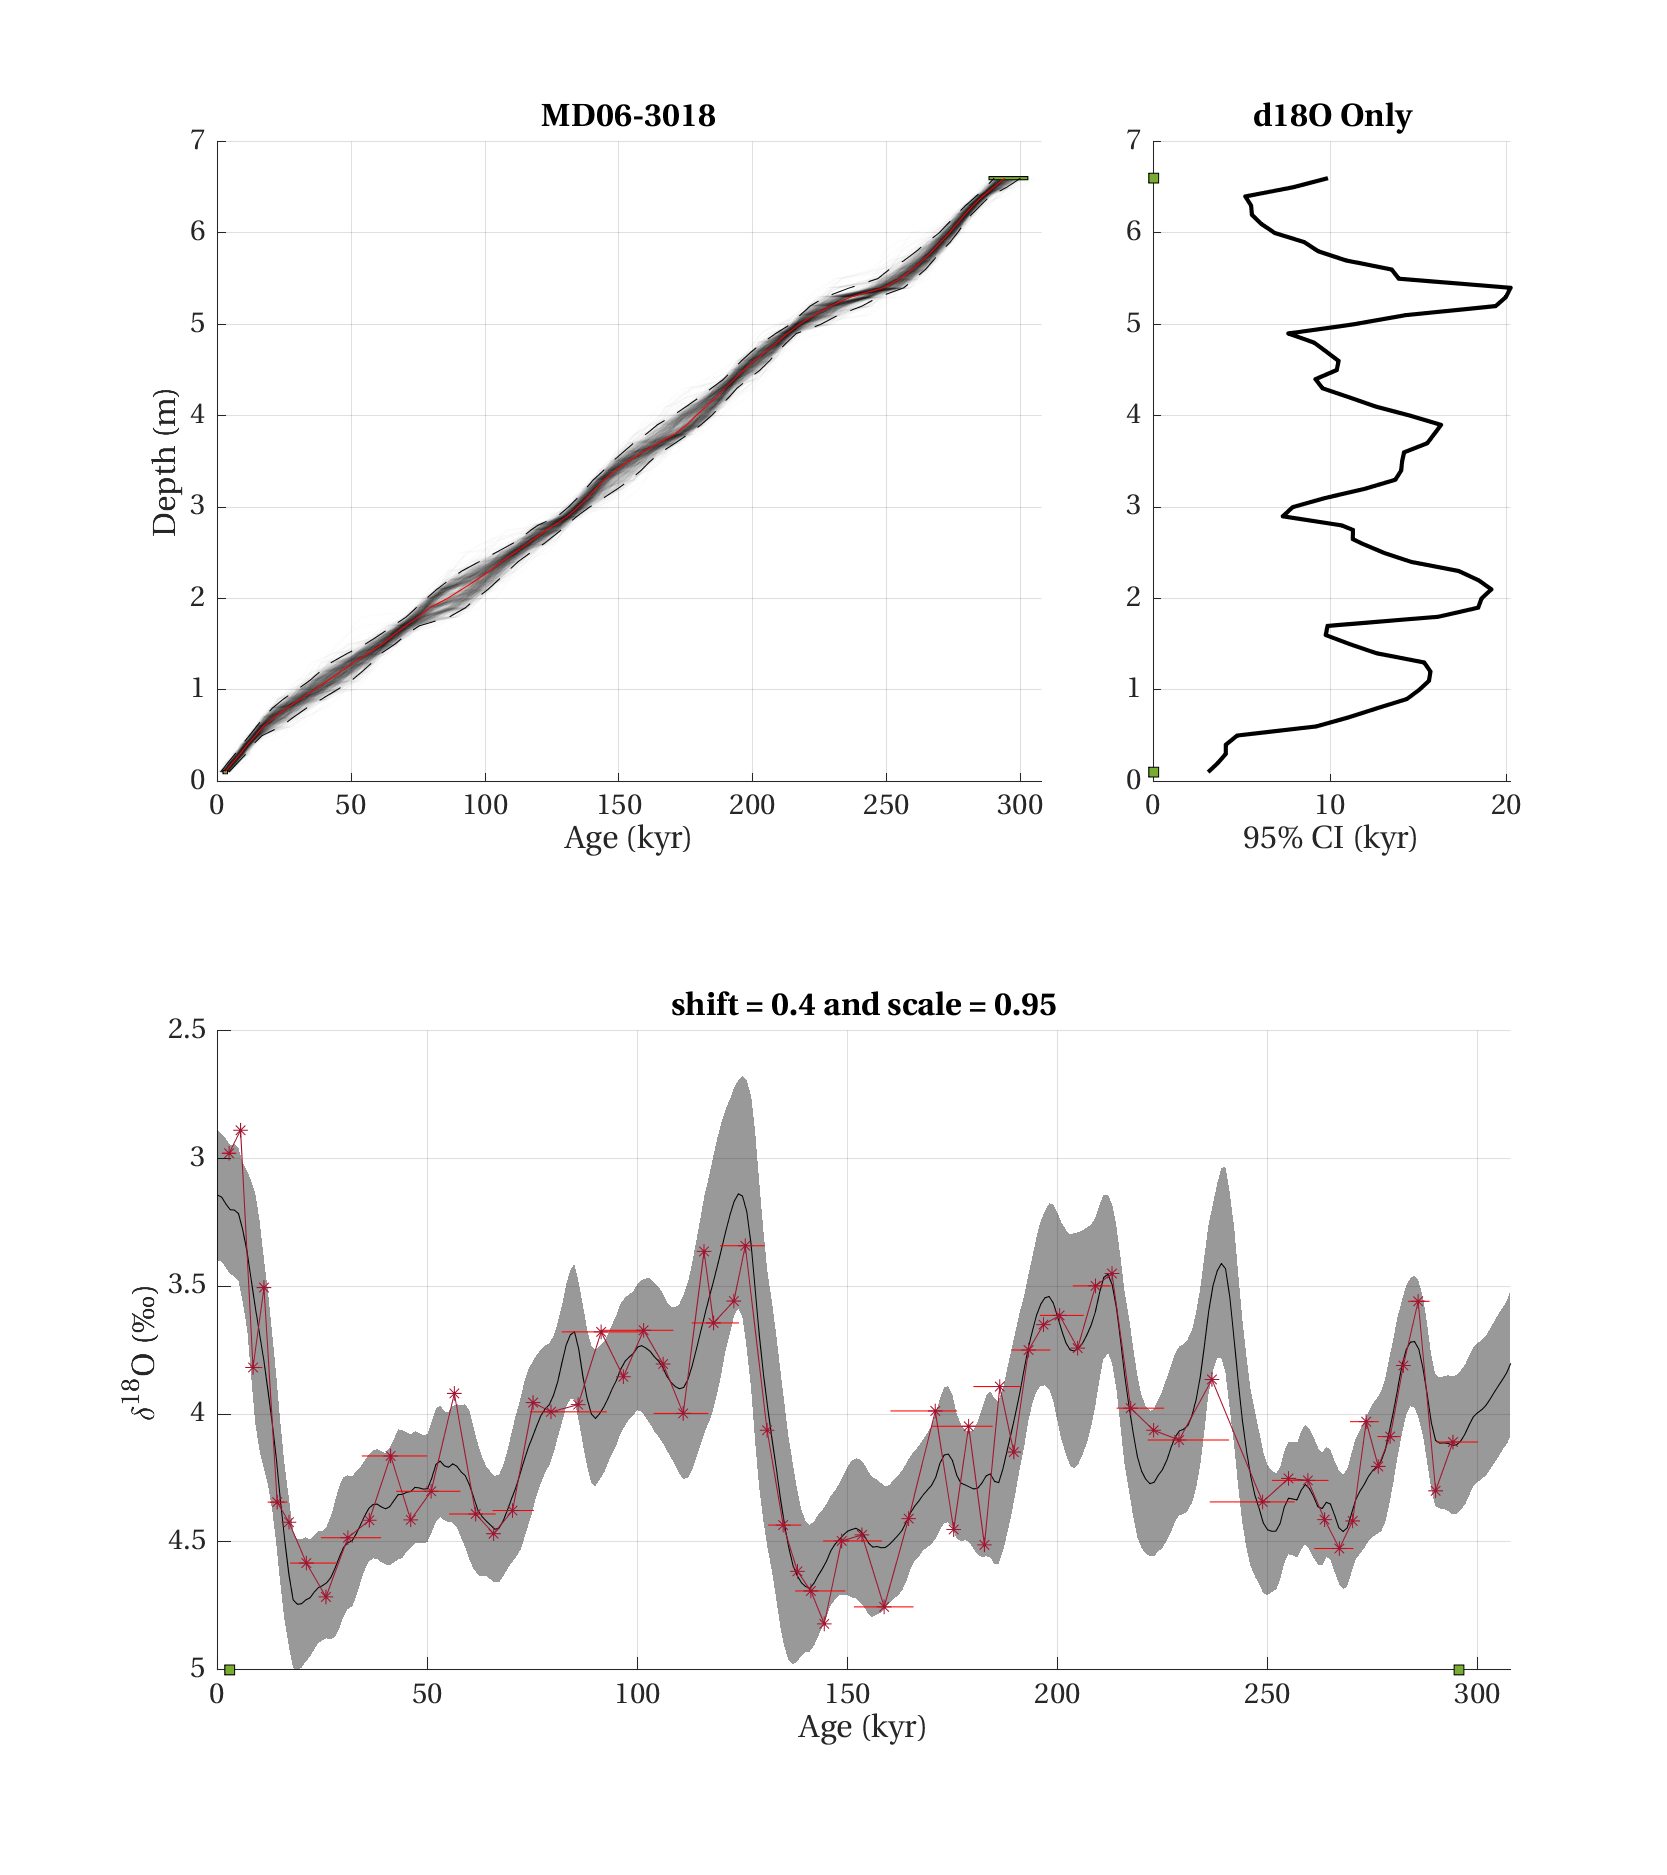 MD06-3018
7
6
5
4
3
2
1
0
Depth (m)
0 50 100 150 200 250 300
Age (kyr)
d18O Only
7
6
5
4
3
2
1
0
0 10 20
95% CI (kyr)
shift = 0.4 and scale = 0.95
2.5
3
3.5
4
4.5
5
δ18O (‰)
0 50 100 150 200 250 300
Age (kyr)